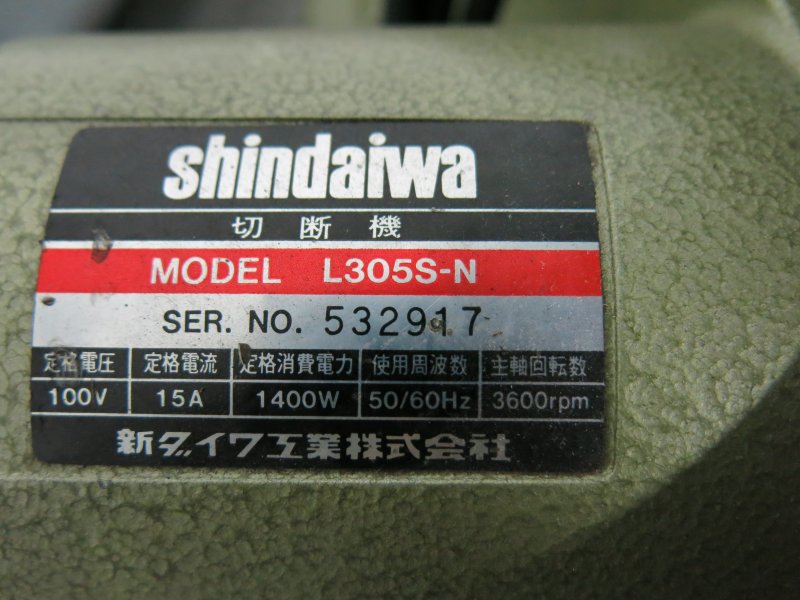 shindaiwa
切断機
MODEL L305S-N
SER. NO. 532917
定格電圧 定格電流 定格消費電力 使用周波数 主軸回転数
100V 15A 1400W 50/60Hz 3600rpm
新ダイワ工業株式会社